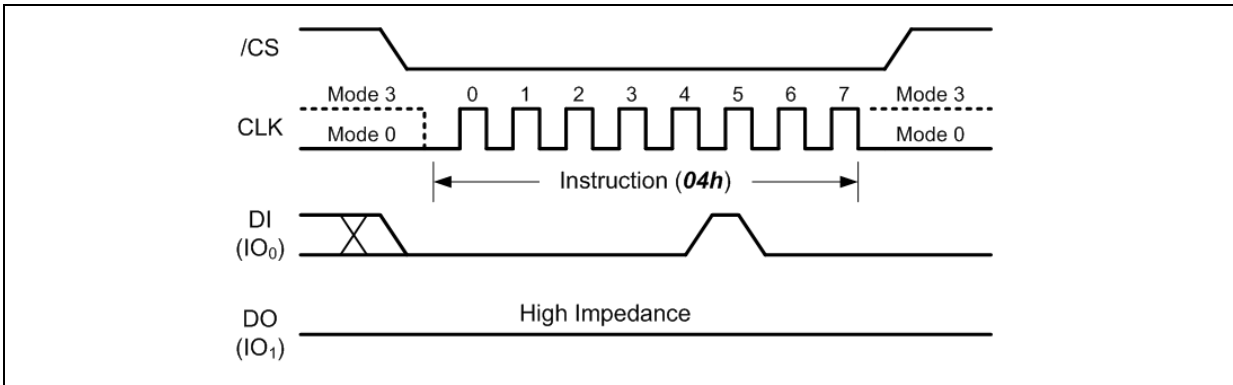 /CS
Mode 3 0 1 2 3 4 5 6 7 Mode 3
CLK
Mode 0 Mode 0
Instruction (04h)
DI
(IO₀)
High Impedance
DO
(IO₁)